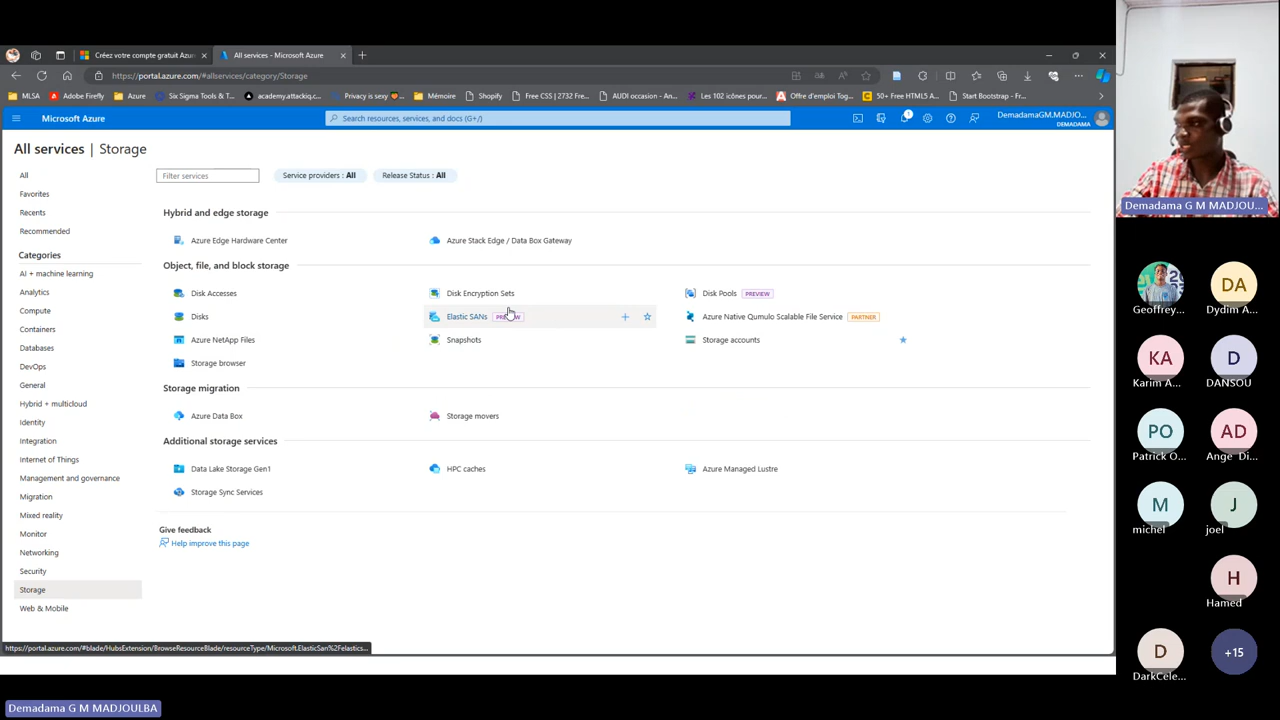 Créez votre compte gratuit Azur
All services - Microsoft Azure
https://portal.azure.com/#allservices/category/Storage
MLSA
Adobe Firefly
Azure
Six Sigma Tools & T...
academy.attackiq.c...
Privacy is sexy
Mémoire
Shopify
Free CSS | 2732 Fre...
AUDI occasion - An...
Les 102 icônes pour...
Offre d'emploi Tog...
50+ Free HTML5 A...
Start Bootstrap - Fr...
Microsoft Azure
Search resources, services, and docs (G+/)
1
DemadamaGM.MADJO...
DEMADAMA
All services | Storage
All
Favorites
Recents
Recommended
Categories
AI + machine learning
Analytics
Compute
Containers
Databases
DevOps
General
Hybrid + multicloud
Identity
Integration
Internet of Things
Management and governance
Migration
Mixed reality
Monitor
Networking
Security
Storage
Web & Mobile
Filter services
Service providers : All
Release Status : All
Hybrid and edge storage
Azure Edge Hardware Center
Azure Stack Edge / Data Box Gateway
Object, file, and block storage
Disk Accesses
Disk Encryption Sets
Disk Pools
PREVIEW
Disks
Elastic SANs
Azure Native Qumulo Scalable File Service
PARTNER
Azure NetApp Files
Snapshots
Storage accounts
Storage browser
Storage migration
Azure Data Box
Storage movers
Additional storage services
Data Lake Storage Gen1
HPC caches
Azure Managed Lustre
Storage Sync Services
Give feedback
Help improve this page
https://portal.azure.com/#blade/HubsExtension/BrowseResourceBlade/resourceType/Microsoft.ElasticSan%2Felastics...
Demadama G M MADJOULBA
Demadama G M MADJOU...
Geoffrey...
DA
Dydim A...
KA
Karim A...
D
DANSOU
PO
Patrick O...
AD
Ange Di...
M
michel
J
joel
H
Hamed
D
DarkCele...
+15